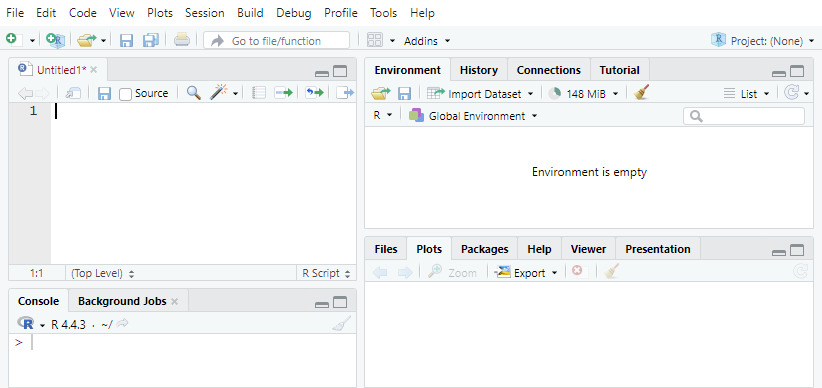 File Edit Code View Plots Session Build Debug Profile Tools Help
Go to file/function Addins Project: (None)
Untitled1*
Source
1
1:1 (Top Level) R Script
Console Background Jobs
R 4.4.3 · ~/
>
Environment History Connections Tutorial
Import Dataset 148 MiB List
R Global Environment
Environment is empty
Files Plots Packages Help Viewer Presentation
Zoom Export